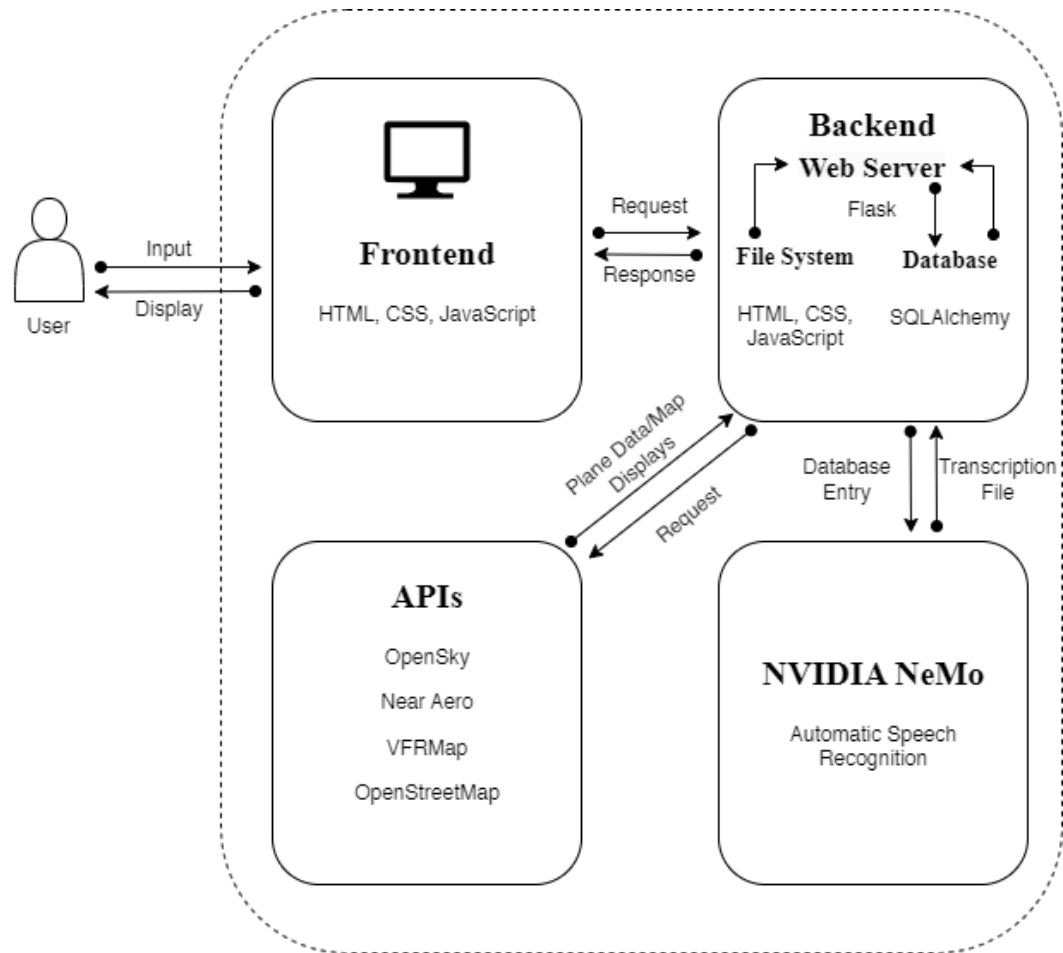 User
Input
Display
Frontend
HTML, CSS, JavaScript
Request
Response
Backend
Web Server
Flask
File System
Database
HTML, CSS,
JavaScript
SQLAlchemy
Plane Data/Map
Displays
Request
Database
Entry
Transcription
File
APIs
OpenSky
Near Aero
VFRMap
OpenStreetMap
NVIDIA NeMo
Automatic Speech
Recognition